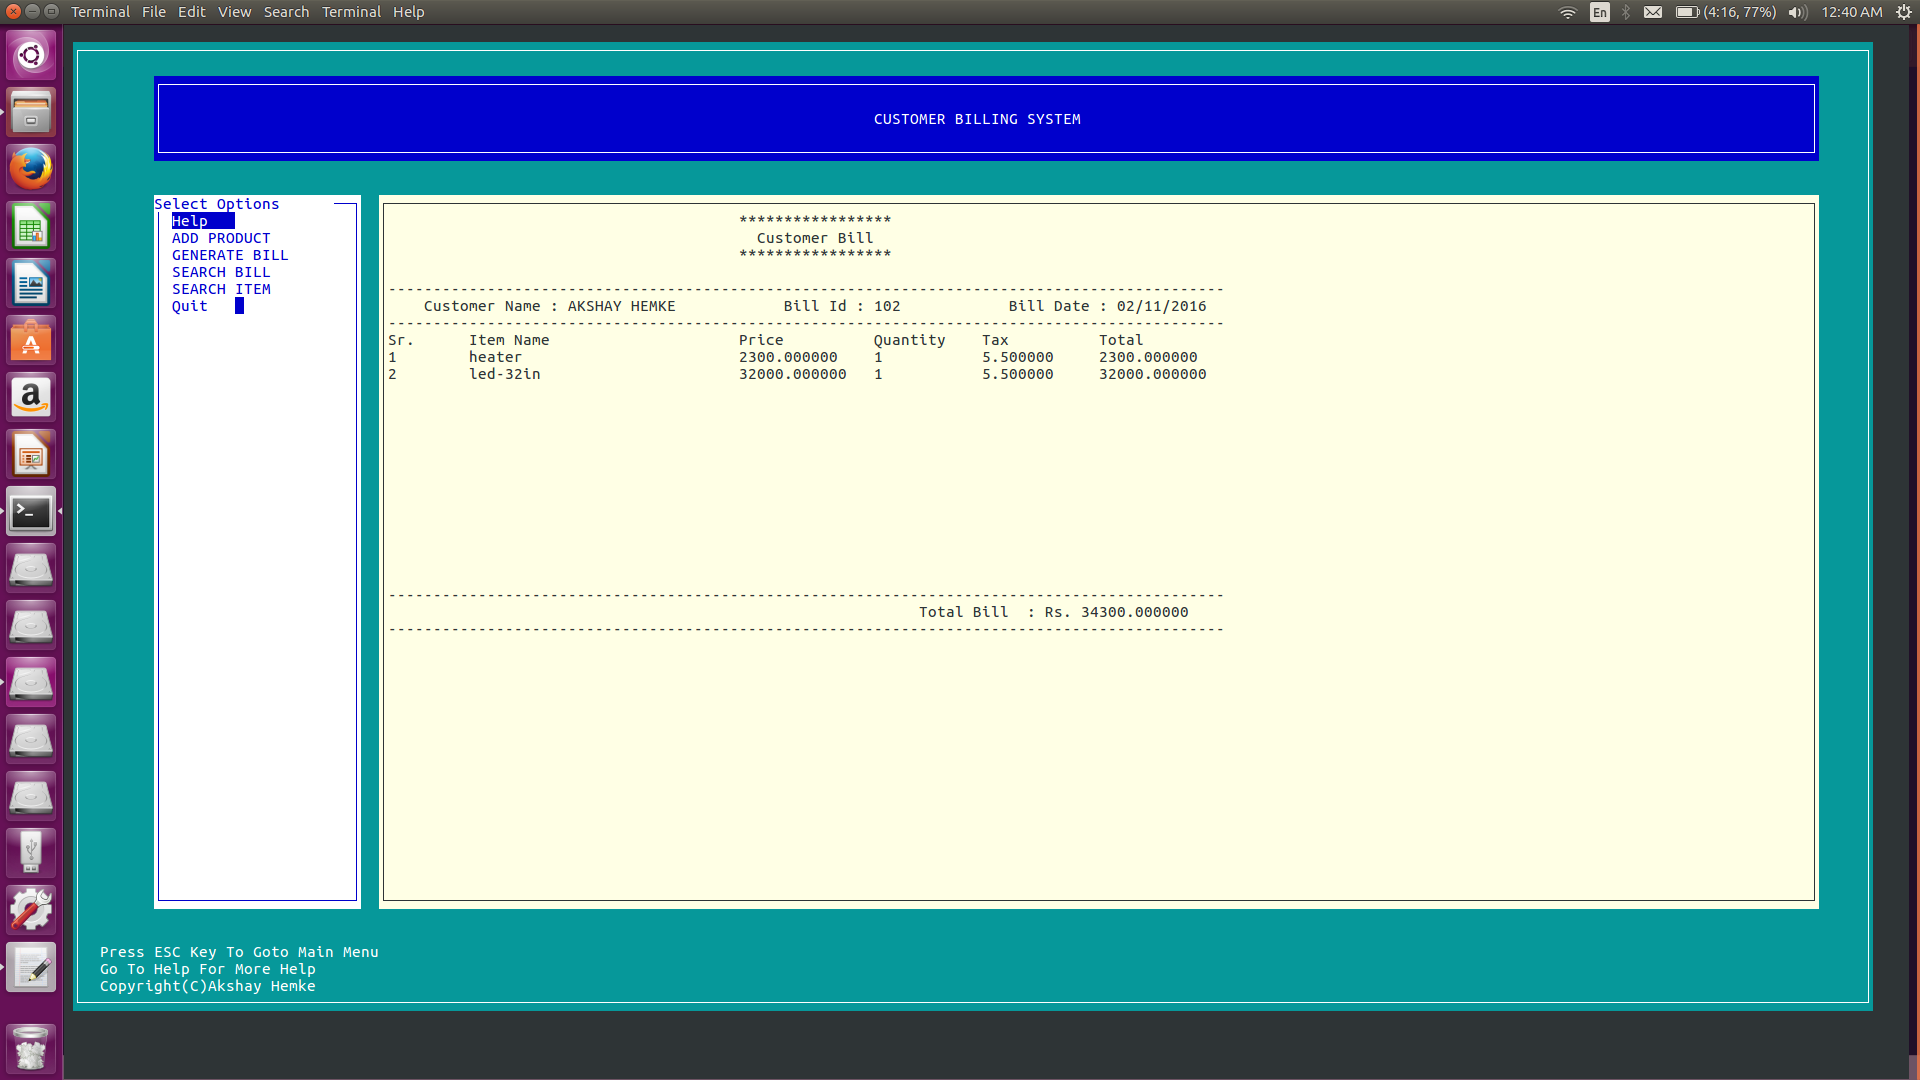 Terminal File Edit View Search Terminal Help En (4:16, 77%) 12:40 AM
CUSTOMER BILLING SYSTEM
Select Options
Help
ADD PRODUCT
GENERATE BILL
SEARCH BILL
SEARCH ITEM
Quit
*****************
Customer Bill
*****************
---------------------------------------------------------------------------------------------
Customer Name : AKSHAY HEMKE Bill Id : 102 Bill Date : 02/11/2016
---------------------------------------------------------------------------------------------
Sr. Item Name Price Quantity Tax Total
1 heater 2300.000000 1 5.500000 2300.000000
2 led-32in 32000.000000 1 5.500000 32000.000000
---------------------------------------------------------------------------------------------
Total Bill : Rs. 34300.000000
---------------------------------------------------------------------------------------------
Press ESC Key To Goto Main Menu
Go To Help For More Help
Copyright(C)Akshay Hemke